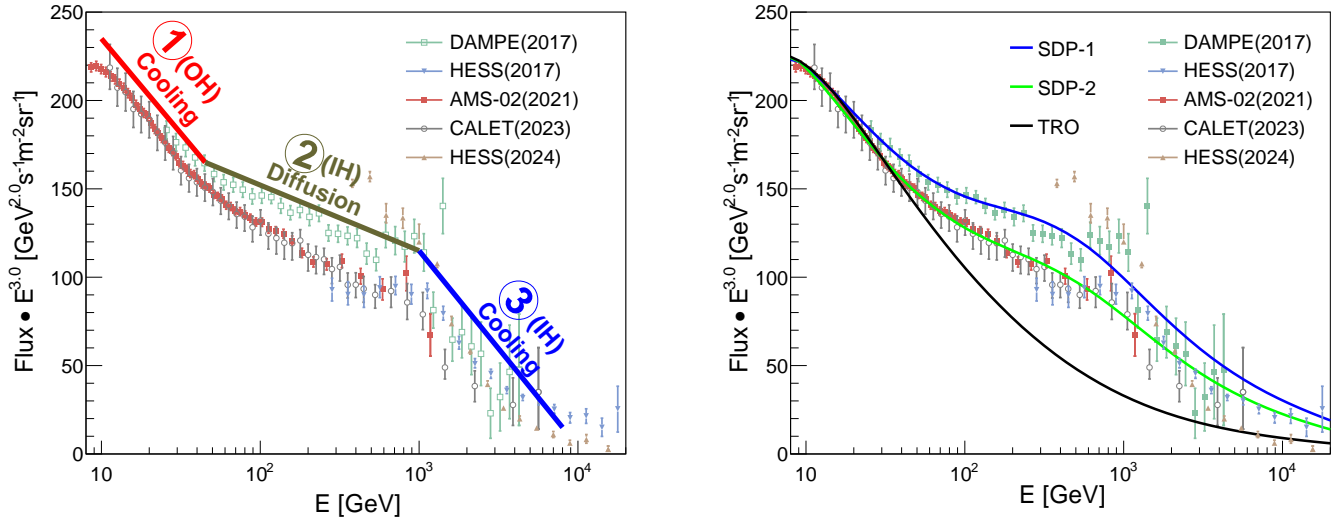 Flux • E^3.0 [GeV^2.0 s^-1 m^-2 sr^-1]
250
200
150
100
50
0
① (OH)
Cooling
② (IH)
Diffusion
③ (IH)
Cooling
DAMPE(2017)
HESS(2017)
AMS-02(2021)
CALET(2023)
HESS(2024)
10
10^2
10^3
10^4
E [GeV]
Flux • E^3.0 [GeV^2.0 s^-1 m^-2 sr^-1]
250
200
150
100
50
0
SDP-1
SDP-2
TRO
DAMPE(2017)
HESS(2017)
AMS-02(2021)
CALET(2023)
HESS(2024)
10
10^2
10^3
10^4
E [GeV]